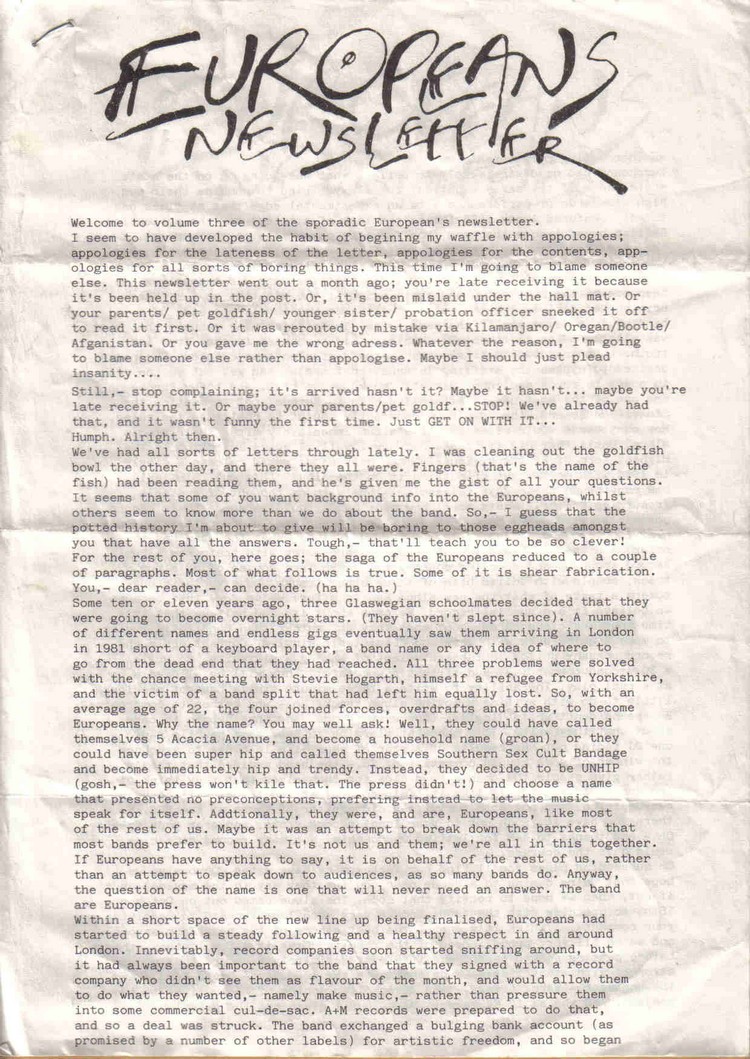 EUROPEANS
NEWSLETTER
Welcome to volume three of the sporadic European's newsletter.
I seem to have developed the habit of begining my waffle with appologies;
appologies for the lateness of the letter, appologies for the contents, app-
ologies for all sorts of boring things. This time I'm going to blame someone
else. This newsletter went out a month ago; you're late receiving it because
it's been held up in the post. Or, it's been mislaid under the hall mat. Or
your parents/ pet goldfish/ younger sister/ probation officer sneeked it off
to read it first. Or it was rerouted by mistake via Kilamanjaro/ Oregan/Bootle/
Afganistan. Or you gave me the wrong adress. Whatever the reason, I'm going
to blame someone else rather than appologise. Maybe I should just plead
insanity....
Still,- stop complaining; it's arrived hasn't it? Maybe it hasn't... maybe you're
late receiving it. Or maybe your parents/pet goldf...STOP! We've already had
that, and it wasn't funny the first time. Just GET ON WITH IT...
Humph. Alright then.
We've had all sorts of letters through lately. I was cleaning out the goldfish
bowl the other day, and there they all were. Fingers (that's the name of the
fish) had been reading them, and he's given me the gist of all your questions.
It seems that some of you want background info into the Europeans, whilst
others seem to know more than we do about the band. So,- I guess that the
potted history I'm about to give will be boring to those eggheads amongst
you that have all the answers. Tough,- that'll teach you to be so clever!
For the rest of you, here goes; the saga of the Europeans reduced to a couple
of paragraphs. Most of what follows is true. Some of it is shear fabrication.
You,- dear reader,- can decide. (ha ha ha.)
Some ten or eleven years ago, three Glaswegian schoolmates decided that they
were going to become overnight stars. (They haven't slept since). A number
of different names and endless gigs eventually saw them arriving in London
in 1981 short of a keyboard player, a band name or any idea of where to
go from the dead end that they had reached. All three problems were solved
with the chance meeting with Stevie Hogarth, himself a refugee from Yorkshire,
and the victim of a band split that had left him equally lost. So, with an
average age of 22, the four joined forces, overdrafts and ideas, to become
Europeans. Why the name? You may well ask! Well, they could have called
themselves 5 Acacia Avenue, and become a household name (groan), or they
could have been super hip and called themselves Southern Sex Cult Bandage
and become immediately hip and trendy. Instead, they decided to be UNHIP
(gosh,- the press won't kile that. The press didn't!) and choose a name
that presented no preconceptions, prefering instead to let the music
speak for itself. Addtionally, they were, and are, Europeans, like most
of the rest of us. Maybe it was an attempt to break down the barriers that
most bands prefer to build. It's not us and them; we're all in this together.
If Europeans have anything to say, it is on behalf of the rest of us, rather
than an attempt to speak down to audiences, as so many bands do. Anyway,
the question of the name is one that will never need an answer. The band
are Europeans.
Within a short space of the new line up being finalised, Europeans had
started to build a steady following and a healthy respect in and around
London. Innevitably, record companies soon started sniffing around, but
it had always been important to the band that they signed with a record
company who didn't see them as flavour of the month, and would allow them
to do what they wanted,- namely make music,- rather than pressure them
into some commercial cul-de-sac. A+M records were prepared to do that,
and so a deal was struck. The band exchanged a bulging bank account (as
promised by a number of other labels) for artistic freedom, and so began